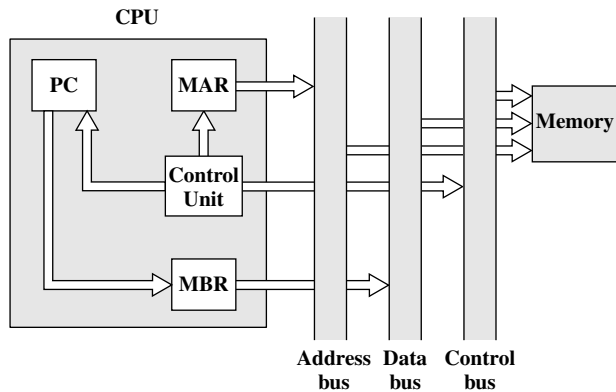 CPU
PC
MAR
Memory
Control
Unit
MBR
Address
bus
Data
bus
Control
bus